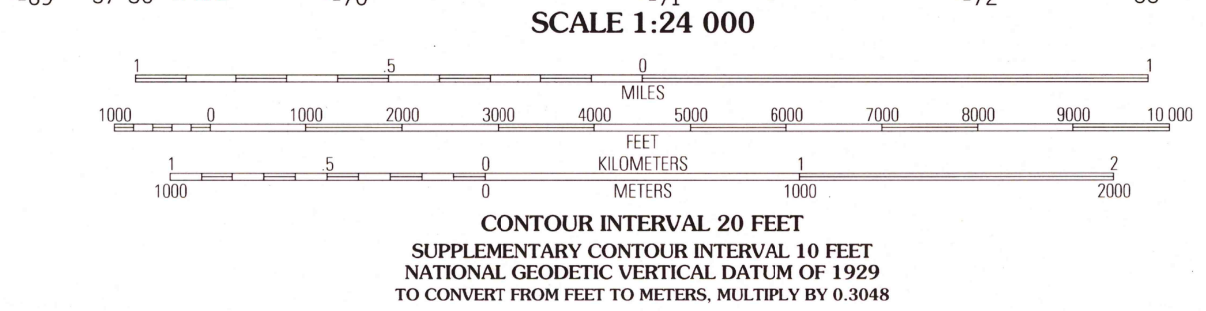 SCALE 1:24 000
1 .5 0 1
MILES
1000 0 1000 2000 3000 4000 5000 6000 7000 8000 9000 10 000
FEET
1 .5 0 KILOMETERS 1 2
1000 0 METERS 1000 2000
CONTOUR INTERVAL 20 FEET
SUPPLEMENTARY CONTOUR INTERVAL 10 FEET
NATIONAL GEODETIC VERTICAL DATUM OF 1929
TO CONVERT FROM FEET TO METERS, MULTIPLY BY 0.3048